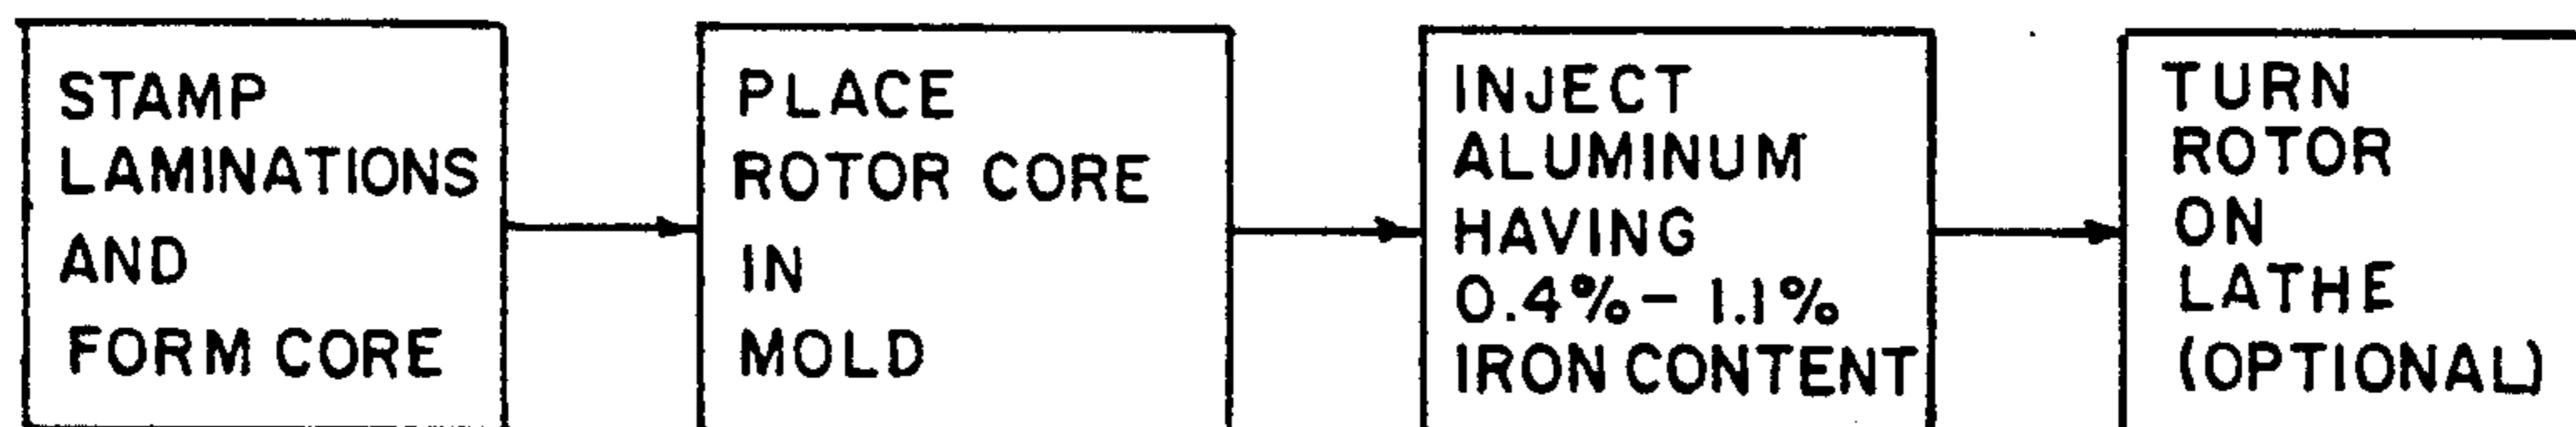 STAMP
LAMINATIONS
AND
FORM CORE
PLACE
ROTOR CORE
IN
MOLD
INJECT
ALUMINUM
HAVING
0.4%-1.1%
IRON CONTENT
TURN
ROTOR
ON
LATHE
(OPTIONAL)